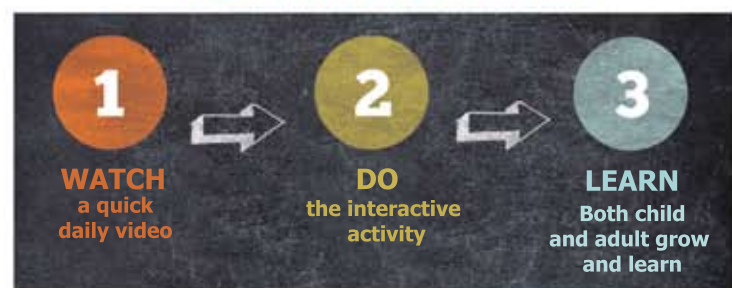 1
WATCH
a quick
daily video
2
DO
the interactive
activity
3
LEARN
Both child
and adult grow
and learn